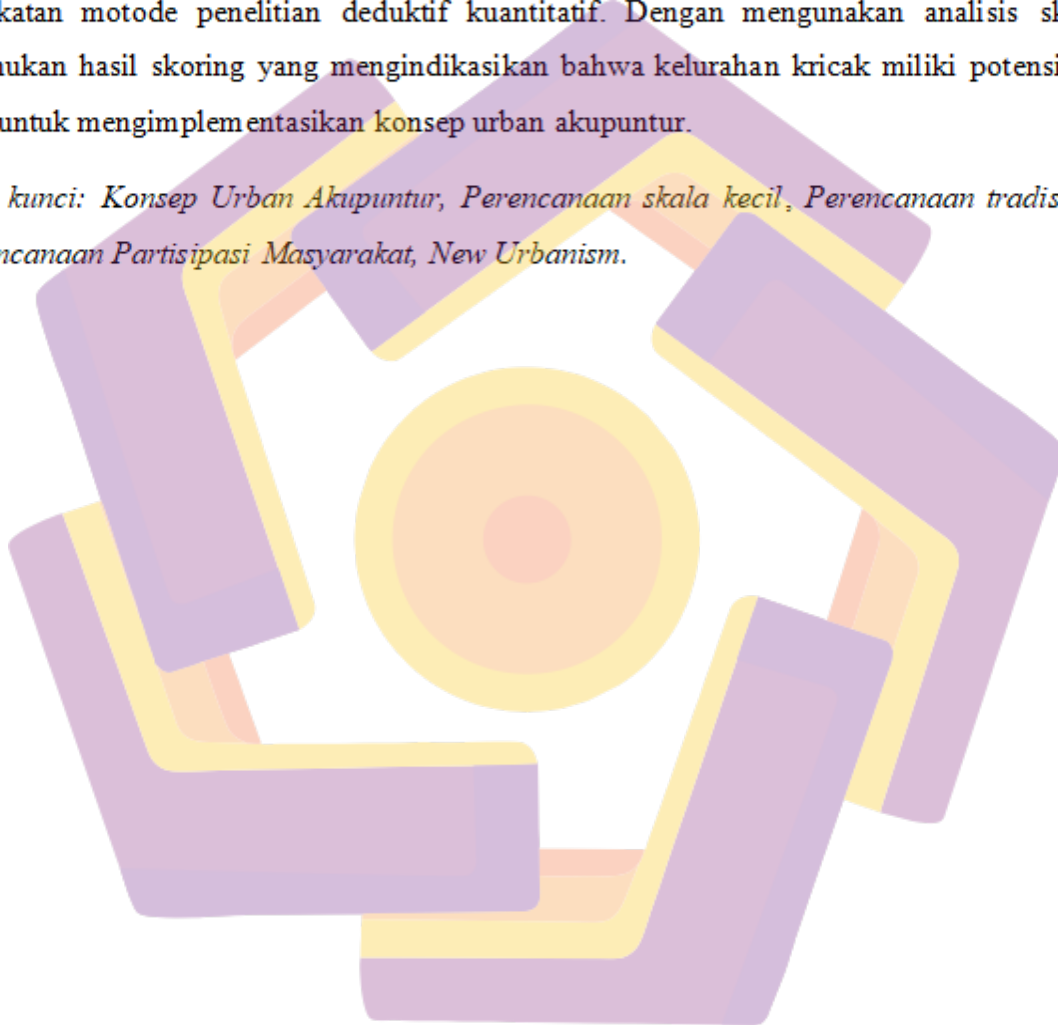 katan motode penelitian deduktif kuantitatif. Dengan mengunakan analisis
ukan hasil skoring yang mengindikasikan bahwa kelurahan kricak miliki potensi
untuk mengimplementasikan konsep urban akupuntur.
kunci: Konsep Urban Akupuntur, Perencanaan skala kecil, Perencanaan tradis
ncanaan Partisipasi Masyarakat, New Urbanism.